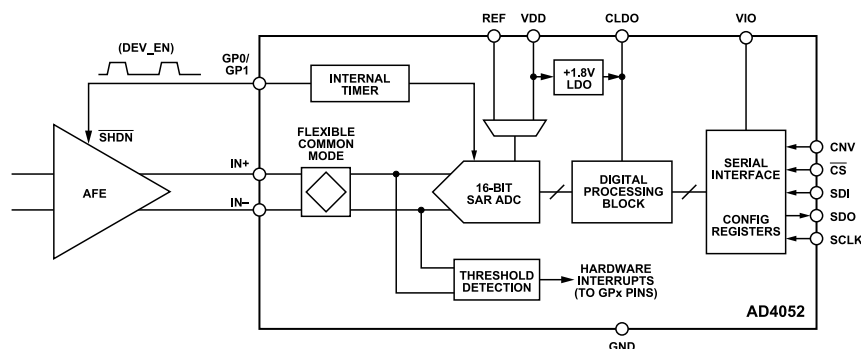 REF VDD CLDO VIO
(DEV_EN)
GP0/
GP1
INTERNAL
TIMER
+1.8V
LDO
SHDN
FLEXIBLE
COMMON
MODE
IN+
AFE
IN–
16-BIT
SAR ADC
DIGITAL
PROCESSING
BLOCK
SERIAL
INTERFACE
CONFIG
REGISTERS
CNV
CS
SDI
SDO
SCLK
THRESHOLD
DETECTION
HARDWARE
INTERRUPTS
(TO GPx PINS)
AD4052
GND